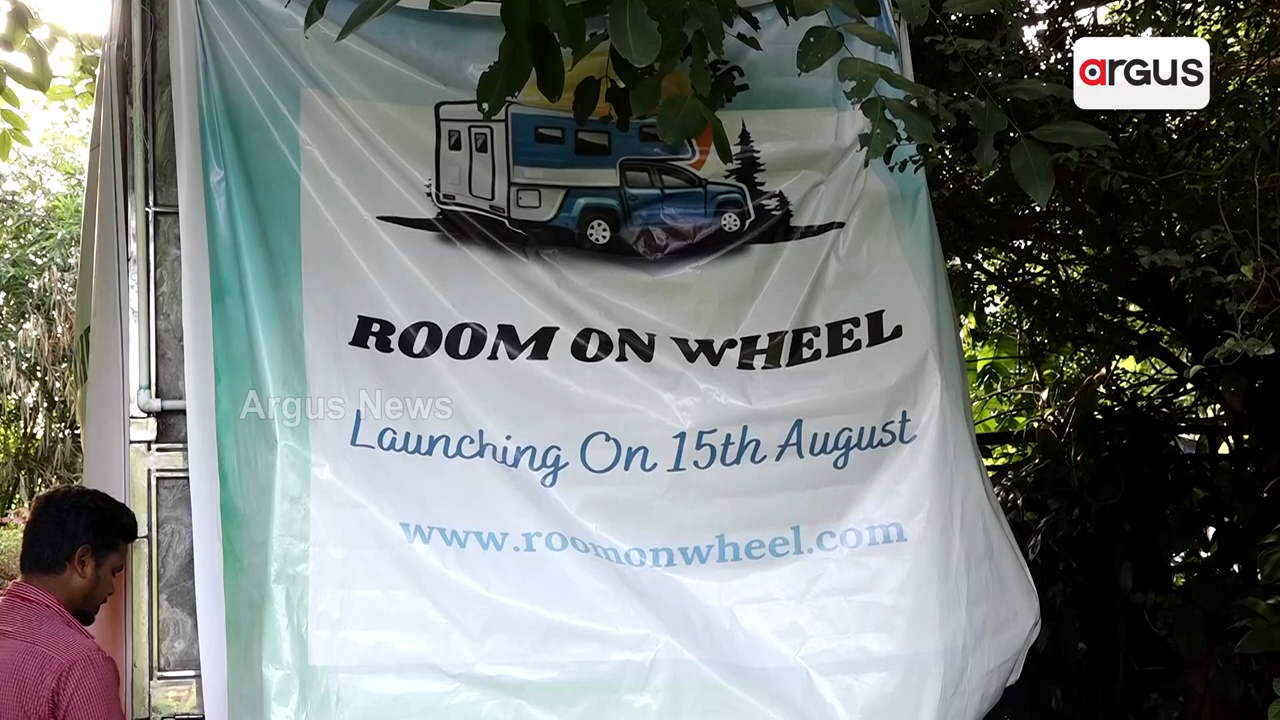 argus
ROOM ON WHEEL
Argus News
Launching On 15th August
www.roomonwheel.com